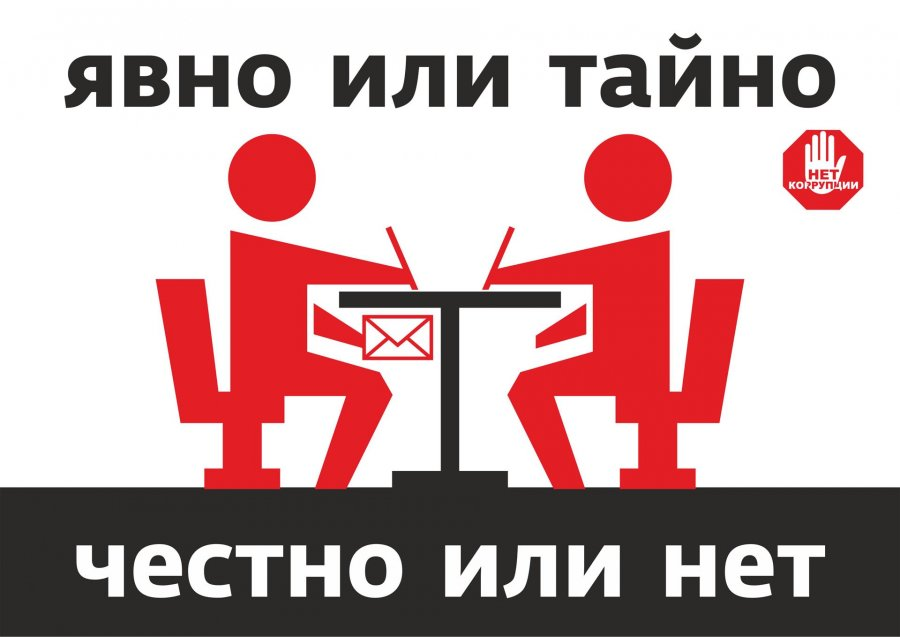 явно или тайно
НЕТ
КОРРУПЦИИ
честно или нет